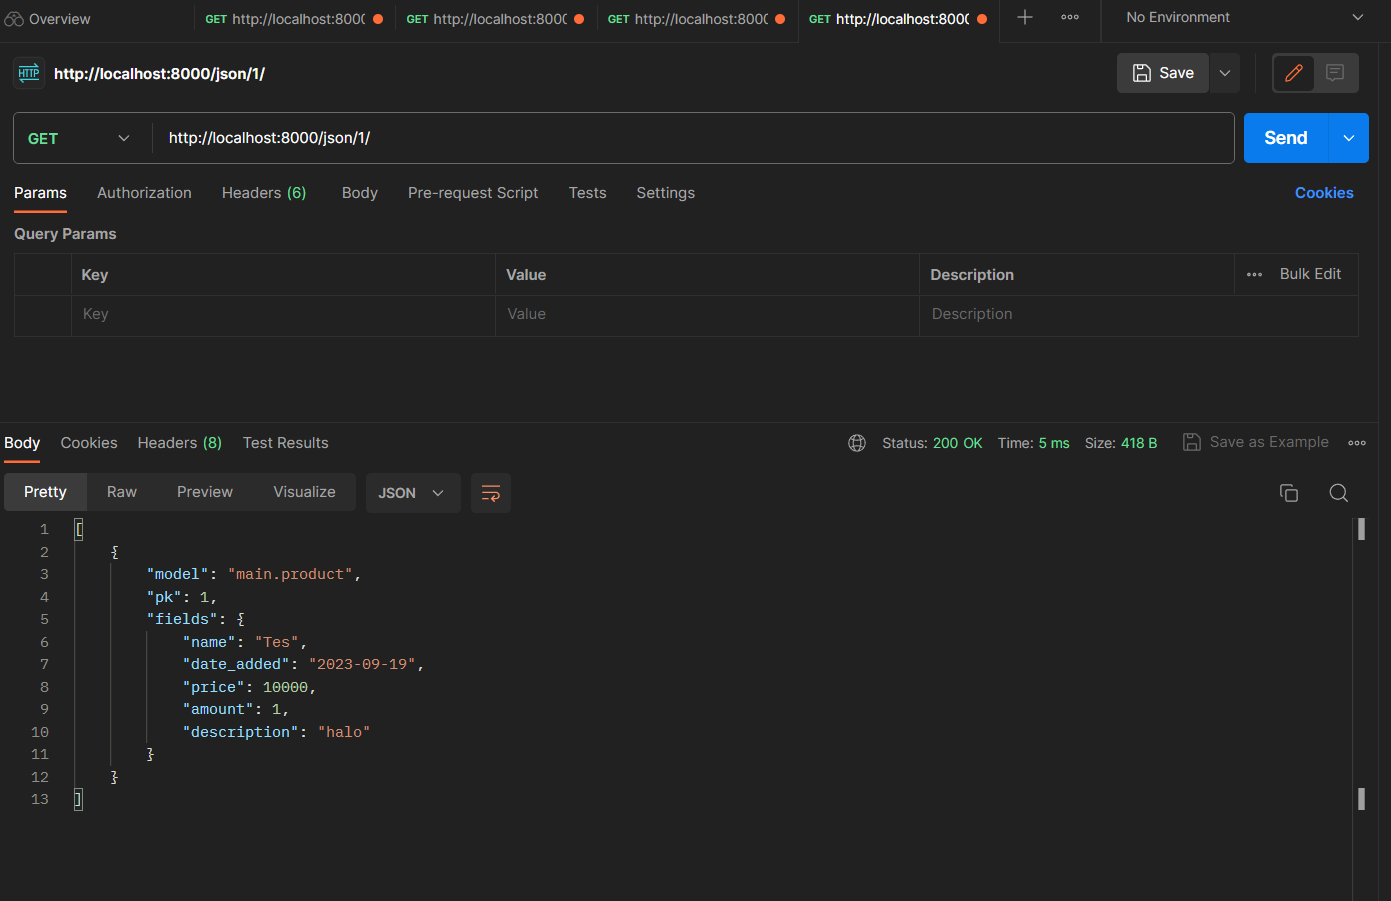 Overview GET http://localhost:8000 GET http://localhost:8000 GET http://localhost:8000 GET http://localhost:8000 No Environment
HTTP http://localhost:8000/json/1/ Save
GET http://localhost:8000/json/1/ Send
Params Authorization Headers (6) Body Pre-request Script Tests Settings Cookies
Query Params
Key Value Description Bulk Edit
Key Value Description
Body Cookies Headers (8) Test Results Status: 200 OK Time: 5 ms Size: 418 B Save as Example
Pretty Raw Preview Visualize JSON
1 [
2 {
3 "model": "main.product",
4 "pk": 1,
5 "fields": {
6 "name": "Tes",
7 "date_added": "2023-09-19",
8 "price": 10000,
9 "amount": 1,
10 "description": "halo"
11 }
12 }
13 ]